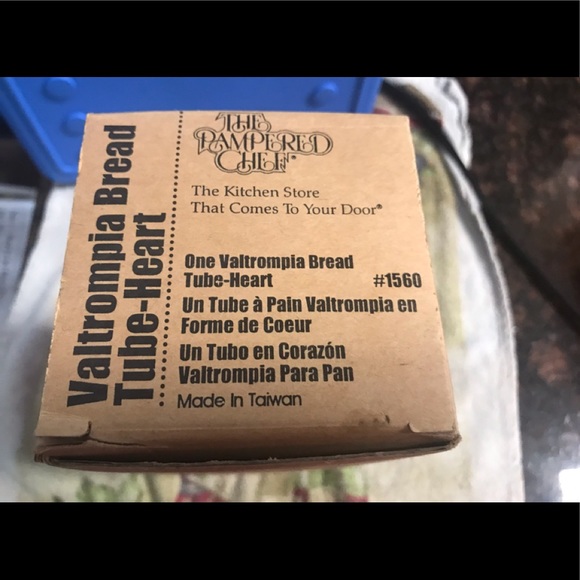 Valtrompia Bread
Tube-Heart
THE
PAMPERED
CHEF®
The Kitchen Store
That Comes To Your Door®
One Valtrompia Bread
Tube-Heart #1560
Un Tube à Pain Valtrompia en
Forme de Coeur
Un Tubo en Corazón
Valtrompia Para Pan
Made In Taiwan